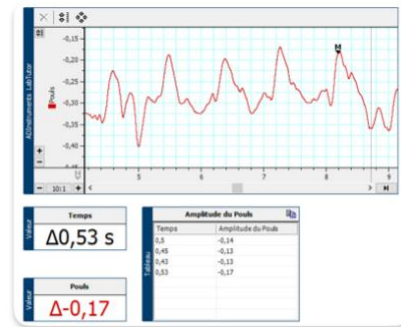 ADInstruments LabTutor
Pouls
-0,15
-0,20
-0,25
-0,30
-0,35
-0,40
-0,45
M
10:1
5
6
7
8
9
Valeur
Temps
Δ0,53 s
Valeur
Pouls
Δ-0,17
Tableau
Amplitude du Pouls
Temps Amplitude du Pouls
0,5 -0,14
0,45 -0,13
0,43 -0,13
0,53 -0,17